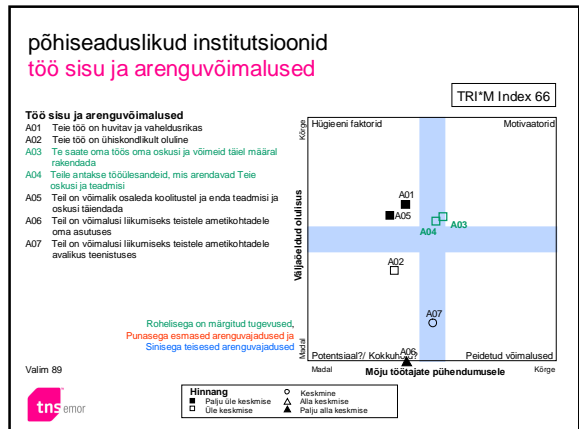 põhiseaduslikud institutsioonid
töö sisu ja arenguvõimalused
TRI*M Index 66
Töö sisu ja arenguvõimalused
A01 Teie töö on huvitav ja vaheldusrikas
A02 Teie töö on ühiskondlikult oluline
A03 Te saate oma töös oma oskusi ja võimeid täiel määral
rakendada
A04 Teile antakse tööülesandeid, mis arendavad Teie
oskusi ja teadmisi
A05 Teil on võimalik osaleda koolitustel ja enda teadmisi ja
oskusi täiendada
A06 Teil on võimalusi liikumiseks teistele ametikohtadele
oma asutuses
A07 Teil on võimalusi liikumiseks teistele ametikohtadele
avalikus teenistuses
Rohelisega on märgitud tugevused,
Punasega esmased arenguvajadused ja
Sinisega teisesed arenguvajadused
Valim 89
Kõrge
Väljaöeldud olulisus
Madal
Hügieeni faktorid
Motivaatorid
A01
A05
A03
A04
A02
A07
A06
Potentsiaal?/
Peidetud võimalused
Madal
Mõju töötajate pühendumusele
Kõrge
Hinnang
Palju üle keskmise
Üle keskmise
Keskmine
Alla keskmise
Palju alla keskmise
tns emor